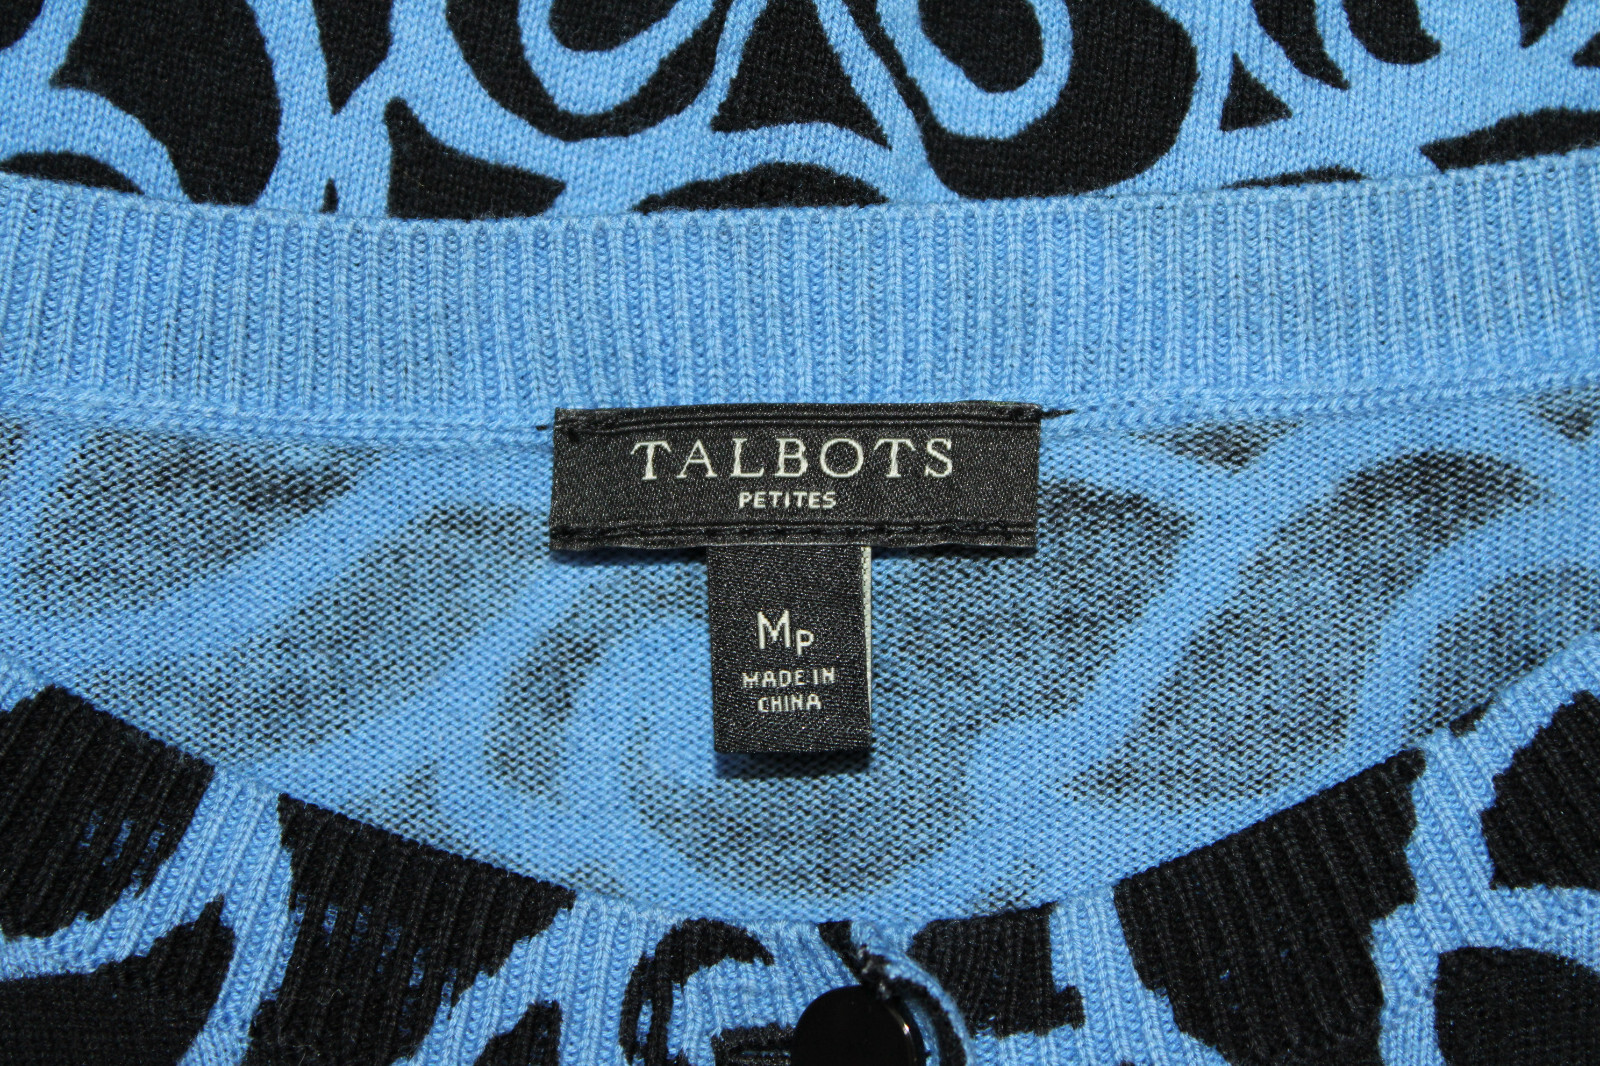 TALBOTS
PETITES
MP
MADE IN
CHINA